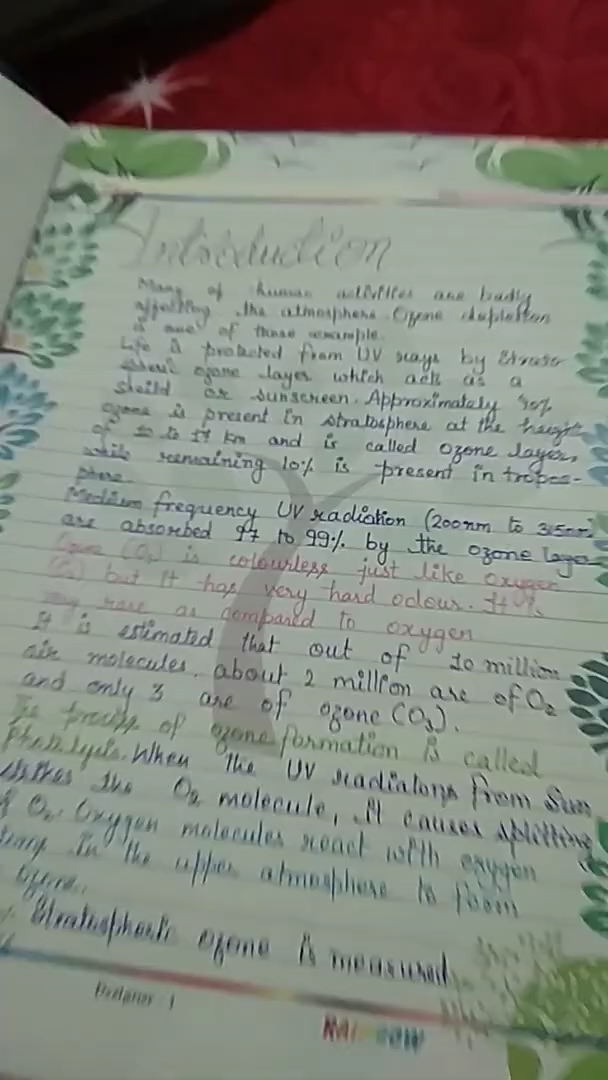 Introduction
Many of human activities are badly
affecting the atmosphere. Ozone depletion
is one of those example.
Life is protected from UV rays by Strato
ozone layer which acts as a
sheild or sunscreen. Approximately 90%
ozone is present in stratosphere at the height
of 10 to 17 km and is called ozone layer,
while remaining 10% is present in tropos-
phere.
Medium frequency UV radiation (200nm to 315nm)
are absorbed 97 to 99% by the ozone layer
Ozone (O3) is colourless just like oxygen
(O2) but it has very hard odour. It is
very rare as compared to oxygen
It is estimated that out of 10 million
air molecules, about 2 million are of O2
and only 3 are of ozone (O3).
The process of ozone formation is called
Photolysis. When the UV radiations from Sun
strikes the O2 molecule, it causes splitting
of O2. Oxygen molecules react with oxygen
in the upper atmosphere to form
Ozone.
Stratospheric ozone is measured
RAINBOW